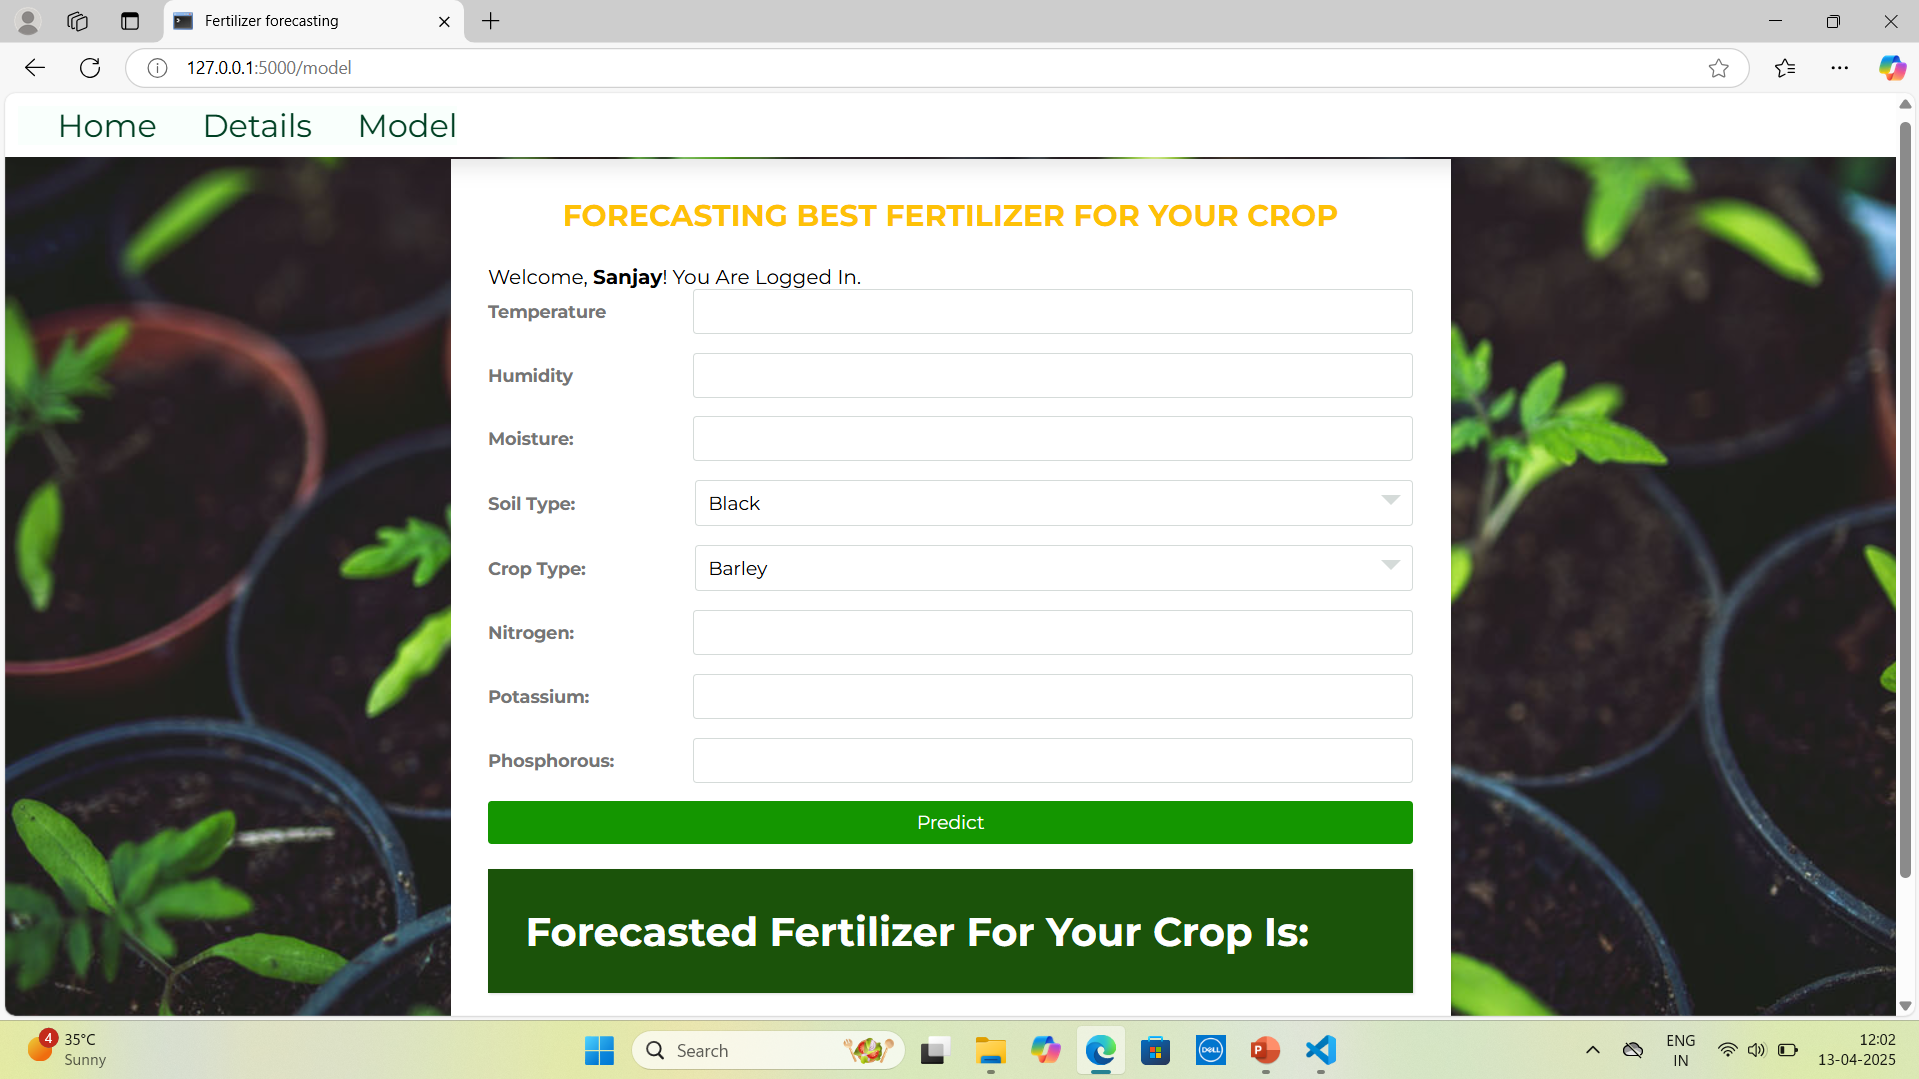 Fertilizer forecasting
127.0.0.1:5000/model
Home Details Model
FORECASTING BEST FERTILIZER FOR YOUR CROP
Welcome, Sanjay! You Are Logged In.
Temperature
Humidity
Moisture:
Soil Type: Black
Crop Type: Barley
Nitrogen:
Potassium:
Phosphorous:
Predict
Forecasted Fertilizer For Your Crop Is:
4
35°C
Sunny
Search
DELL
P
ENG
IN
12:02
13-04-2025